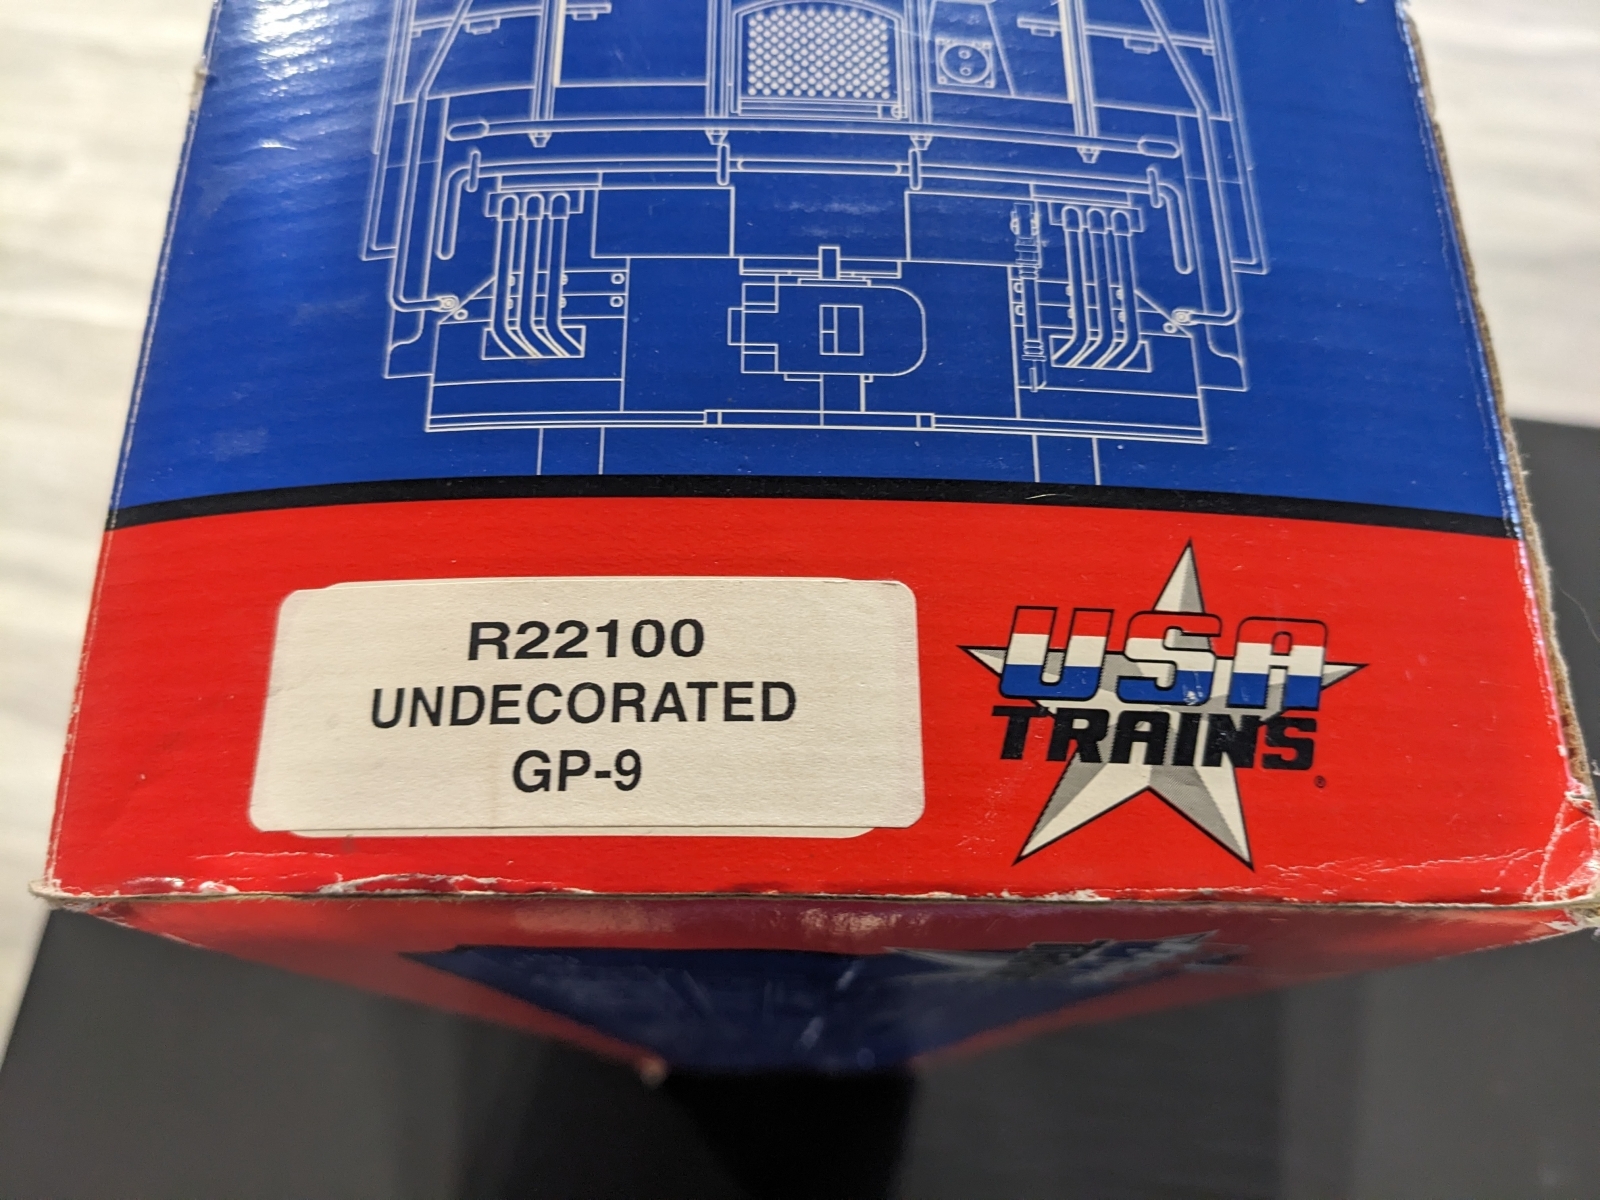 R22100
UNDECORATED
GP-9
USA
TRAINS
®